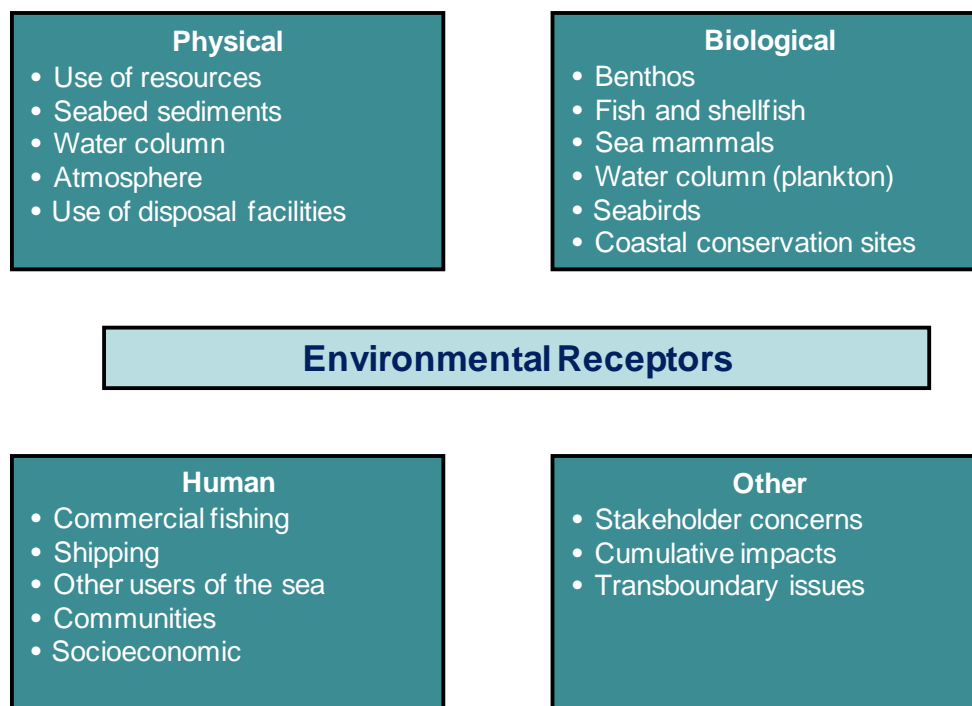 Physical
• Use of resources
• Seabed sediments
• Water column
• Atmosphere
• Use of disposal facilities
Biological
• Benthos
• Fish and shellfish
• Sea mammals
• Water column (plankton)
• Seabirds
• Coastal conservation sites
Environmental Receptors
Human
• Commercial fishing
• Shipping
• Other users of the sea
• Communities
• Socioeconomic
Other
• Stakeholder concerns
• Cumulative impacts
• Transboundary issues